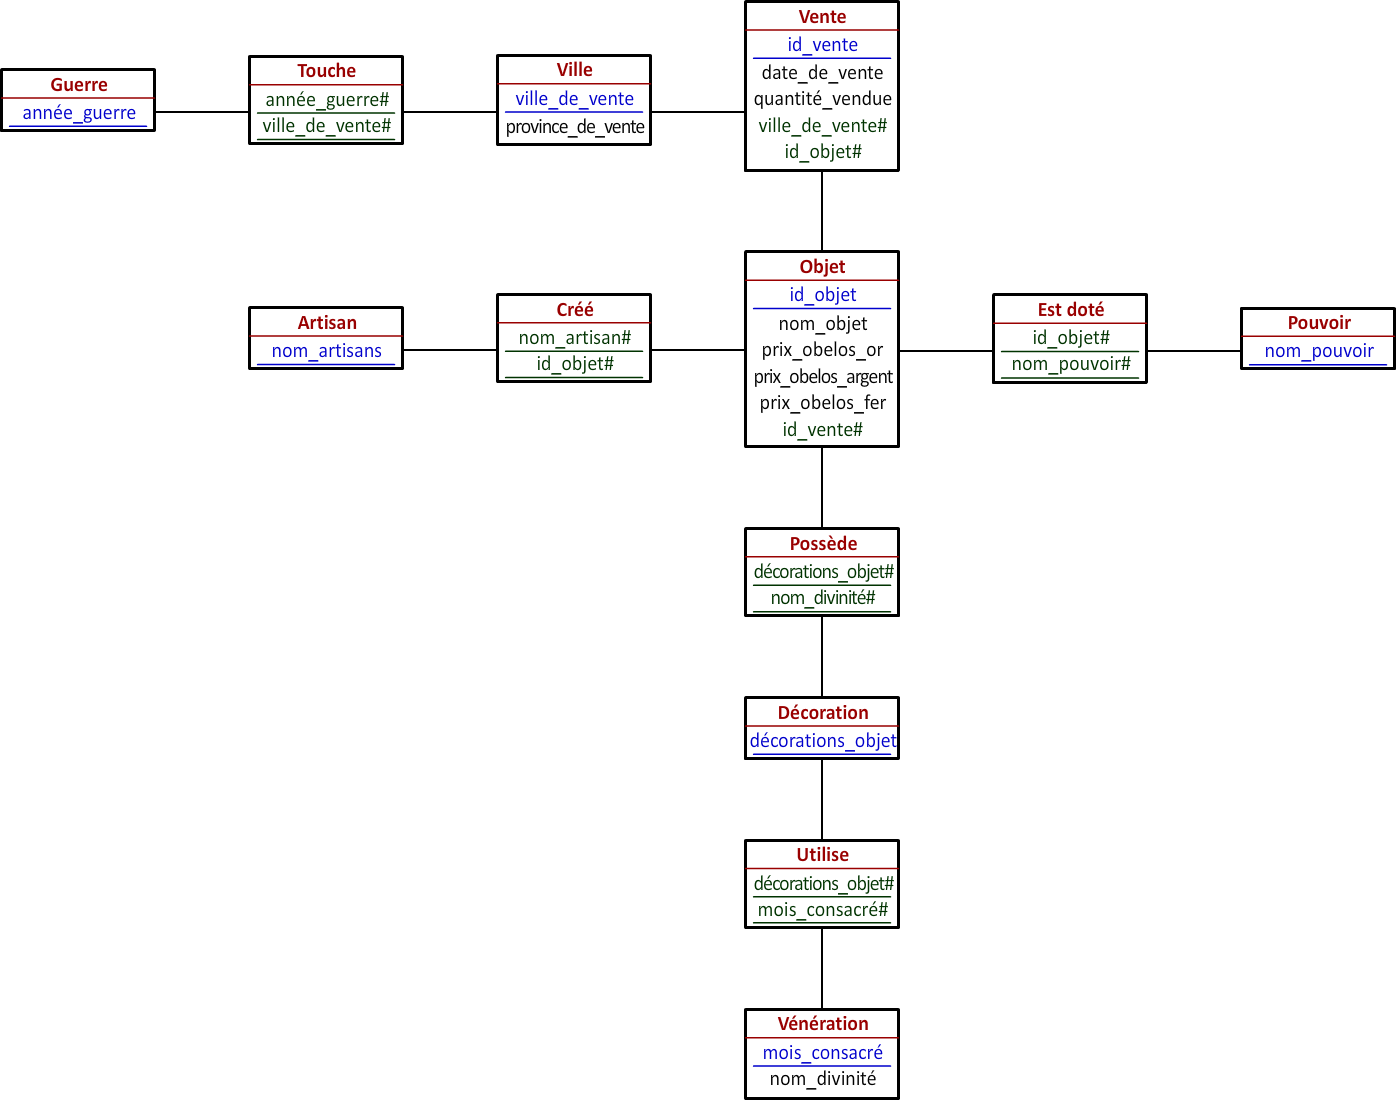 Vente
id_vente
date_de_vente
quantité_vendue
ville_de_vente#
id_objet#
Ville
ville_de_vente
province_de_vente
Touche
année_guerre#
ville_de_vente#
Guerre
année_guerre
Objet
id_objet
nom_objet
prix_obelos_or
prix_obelos_argent
prix_obelos_fer
id_vente#
Artisan
nom_artisans
Créé
nom_artisan#
id_objet#
Est doté
id_objet#
nom_pouvoir#
Pouvoir
nom_pouvoir
Possède
décorations_objet#
nom_divinité#
Décoration
décorations_objet
Utilise
décorations_objet#
mois_consacré#
Vénération
mois_consacré
nom_divinité